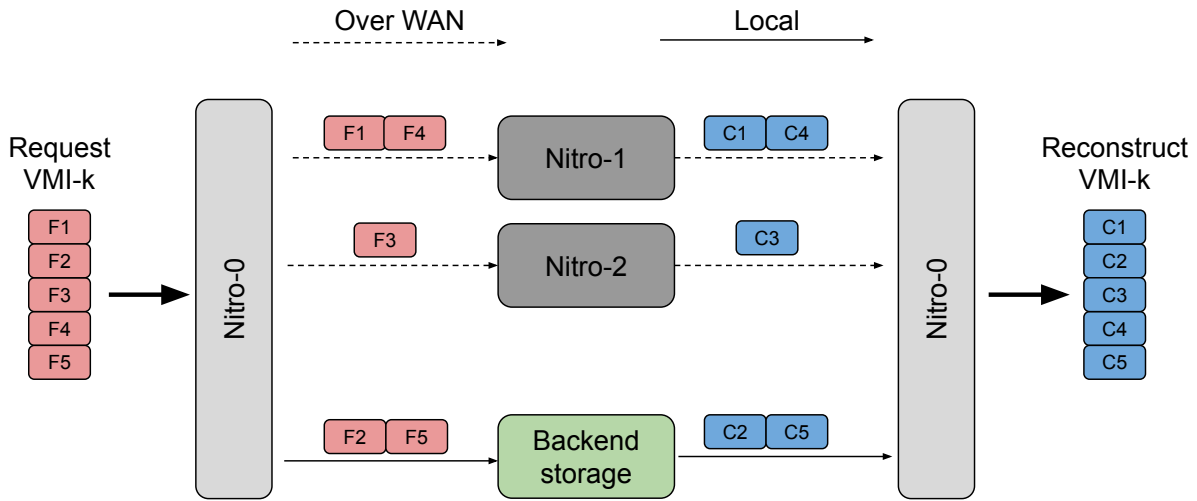 Over WAN
Local
Request
VMI-k
F1
F2
F3
F4
F5
Nitro-0
F1 F4
Nitro-1
C1 C4
F3
Nitro-2
C3
F2 F5
Backend
storage
C2 C5
Nitro-0
Reconstruct
VMI-k
C1
C2
C3
C4
C5